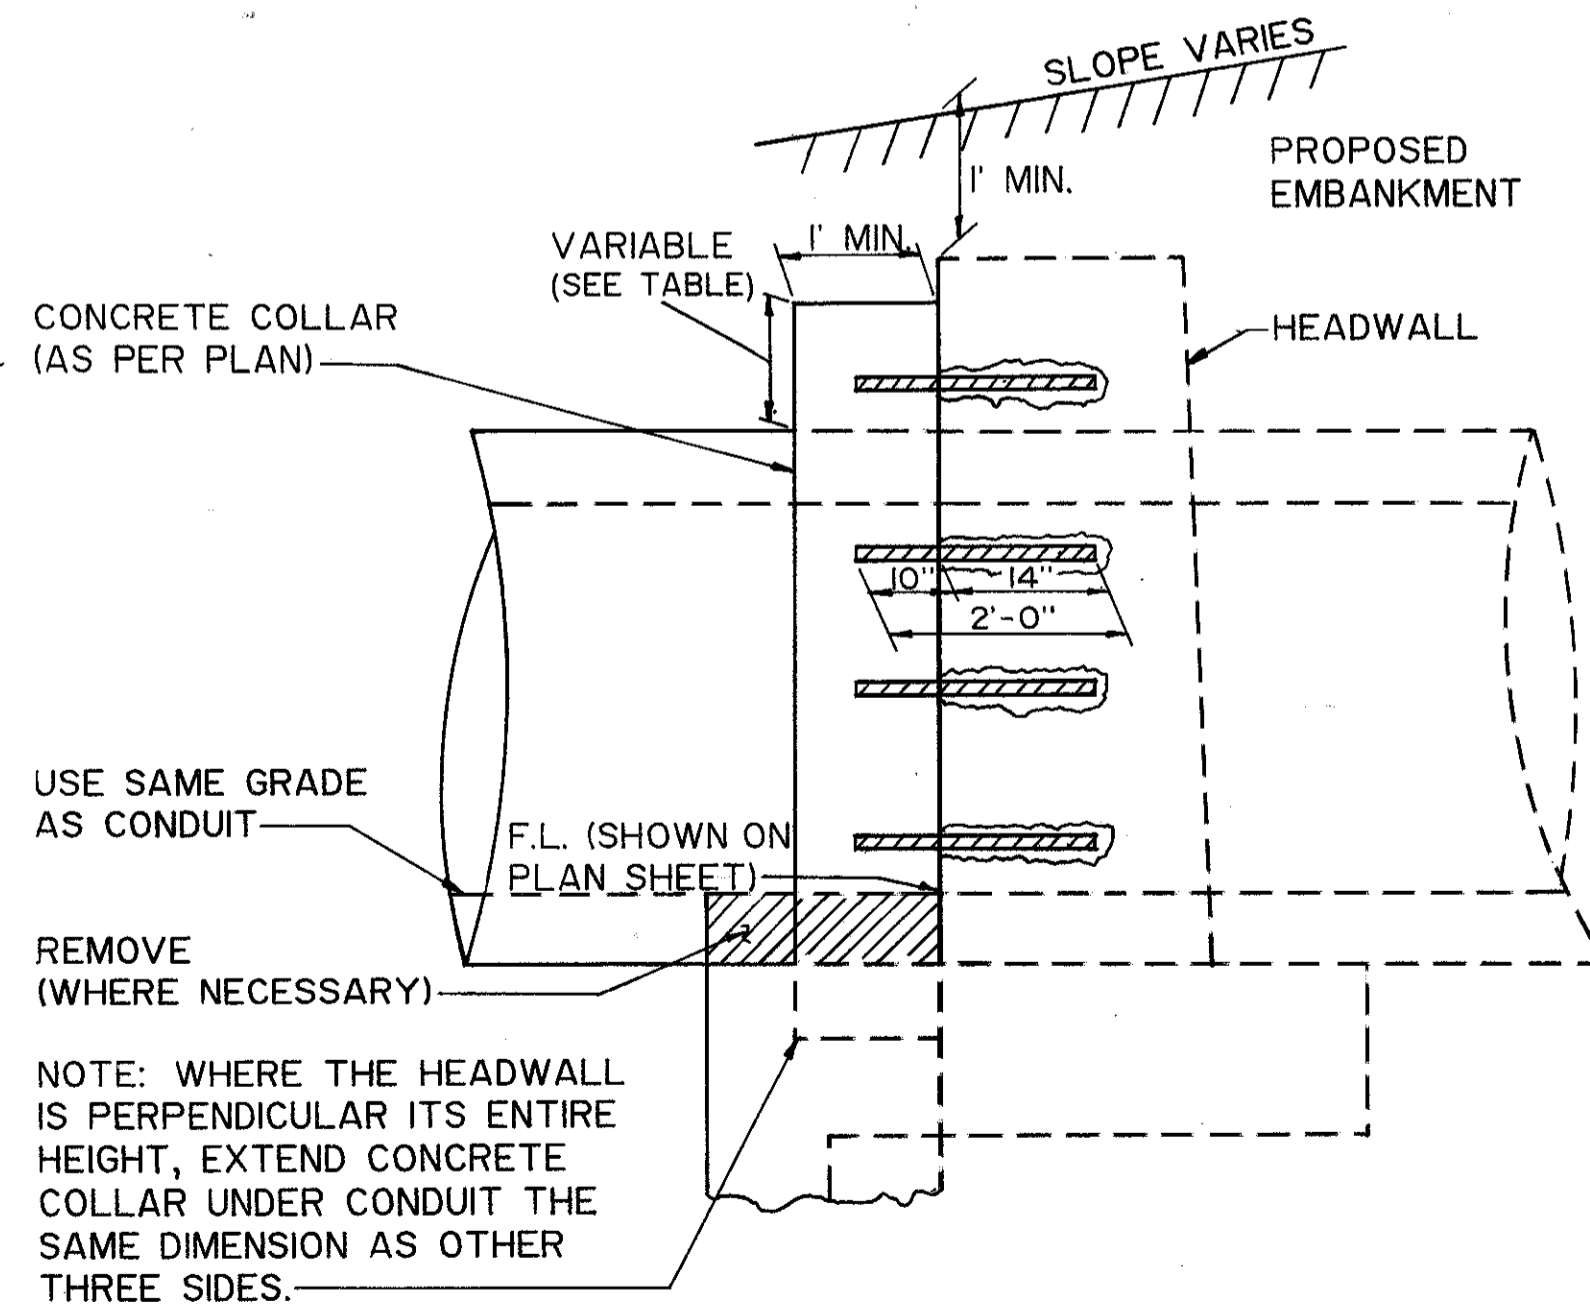 SLOPE VARIES
PROPOSED
EMBANKMENT
1' MIN.
VARIABLE
(SEE TABLE)
1' MIN.
CONCRETE COLLAR
(AS PER PLAN)
HEADWALL
10"
14"
2'-0"
USE SAME GRADE
AS CONDUIT
F.L. (SHOWN ON
PLAN SHEET)
REMOVE
(WHERE NECESSARY)
NOTE: WHERE THE HEADWALL
IS PERPENDICULAR ITS ENTIRE
HEIGHT, EXTEND CONCRETE
COLLAR UNDER CONDUIT THE
SAME DIMENSION AS OTHER
THREE SIDES.